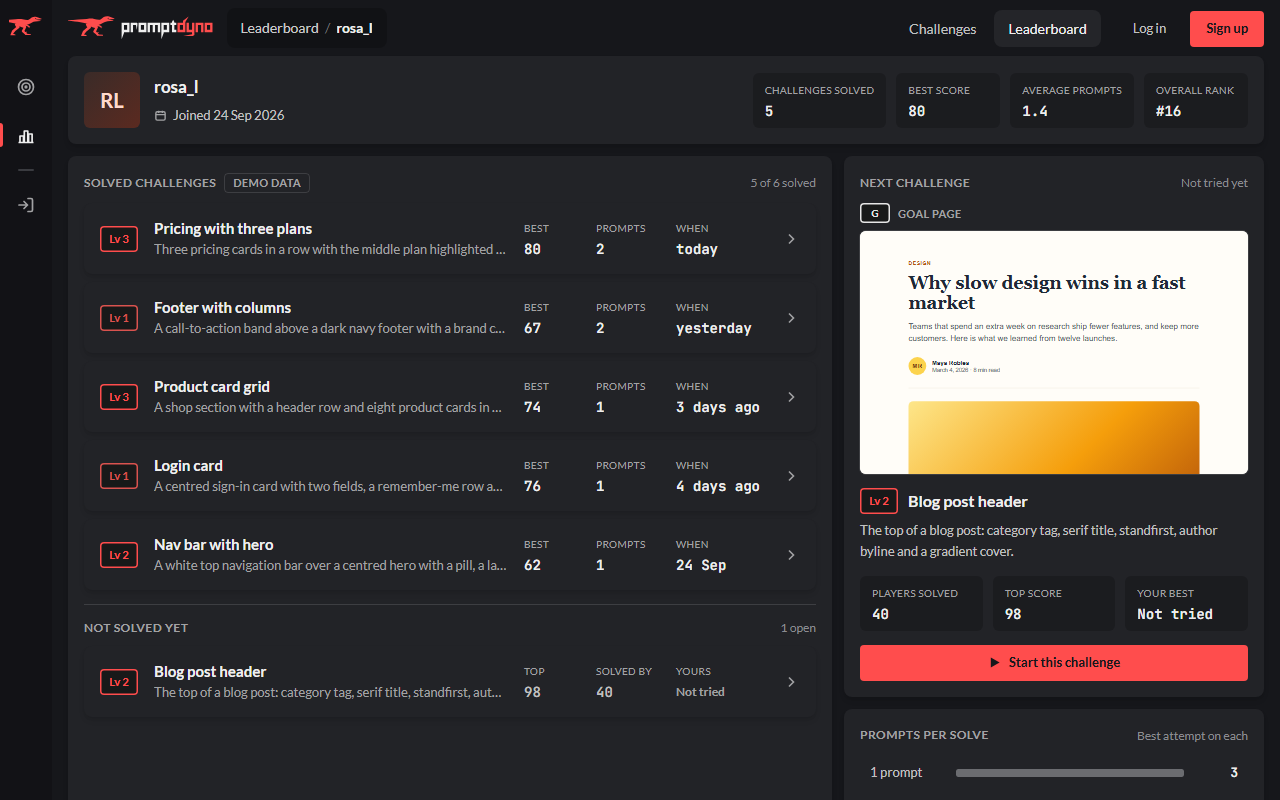 promptdyno
Leaderboard / rosa_l
Challenges
Leaderboard
Log in
Sign up
RL
rosa_l
Joined 24 Sep 2026
CHALLENGES SOLVED
5
BEST SCORE
80
AVERAGE PROMPTS
1.4
OVERALL RANK
#16
SOLVED CHALLENGES
DEMO DATA
5 of 6 solved
Lv 3
Pricing with three plans
Three pricing cards in a row with the middle plan highlighted ...
BEST
80
PROMPTS
2
WHEN
today
Lv 1
Footer with columns
A call-to-action band above a dark navy footer with a brand c...
BEST
67
PROMPTS
2
WHEN
yesterday
Lv 3
Product card grid
A shop section with a header row and eight product cards in ...
BEST
74
PROMPTS
1
WHEN
3 days ago
Lv 1
Login card
A centred sign-in card with two fields, a remember-me row a...
BEST
76
PROMPTS
1
WHEN
4 days ago
Lv 2
Nav bar with hero
A white top navigation bar over a centred hero with a pill, a la...
BEST
62
PROMPTS
1
WHEN
24 Sep
NOT SOLVED YET
1 open
Lv 2
Blog post header
The top of a blog post: category tag, serif title, standfirst, aut...
TOP
98
SOLVED BY
40
YOURS
Not tried
NEXT CHALLENGE
Not tried yet
G
GOAL PAGE
DESIGN
Why slow design wins in a fast
market
Teams that spend an extra week on research ship fewer features, and keep more
customers. Here is what we learned from twelve launches.
MR
Maya Robles
March 4, 2026 · 8 min read
Lv 2
Blog post header
The top of a blog post: category tag, serif title, standfirst, author
byline and a gradient cover.
PLAYERS SOLVED
40
TOP SCORE
98
YOUR BEST
Not tried
Start this challenge
PROMPTS PER SOLVE
Best attempt on each
1 prompt
3